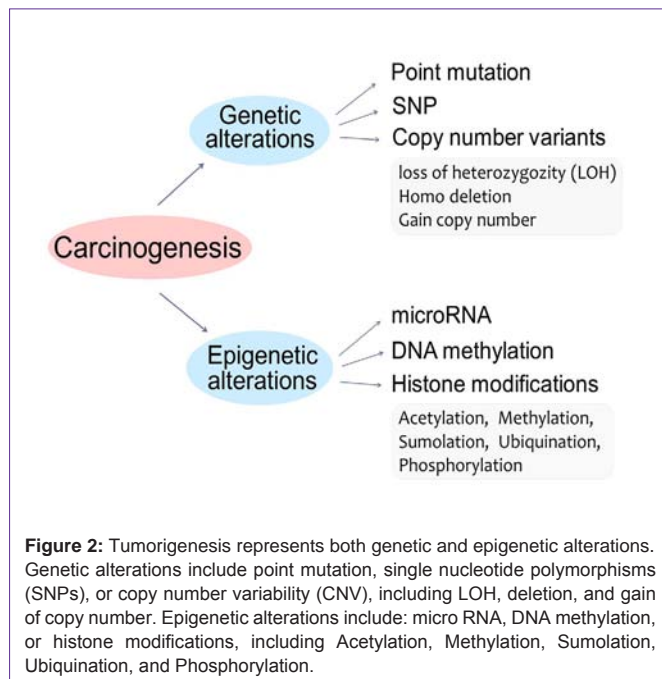 Point mutation
Genetic
alterations
SNP
Copy number variants
loss of heterozygozity (LOH)
Homo deletion
Gain copy number
Carcinogenesis
microRNA
Epigenetic
alterations
DNA methylation
Histone modifications
Acetylation, Methylation,
Sumolation, Ubiquination,
Phosphorylation
Figure 2: Tumorigenesis represents both genetic and epigenetic alterations.
Genetic alterations include point mutation, single nucleotide polymorphisms
(SNPs), or copy number variability (CNV), including LOH, deletion, and gain
of copy number. Epigenetic alterations include: micro RNA, DNA methylation,
or histone modifications, including Acetylation, Methylation, Sumolation,
Ubiquination, and Phosphorylation.